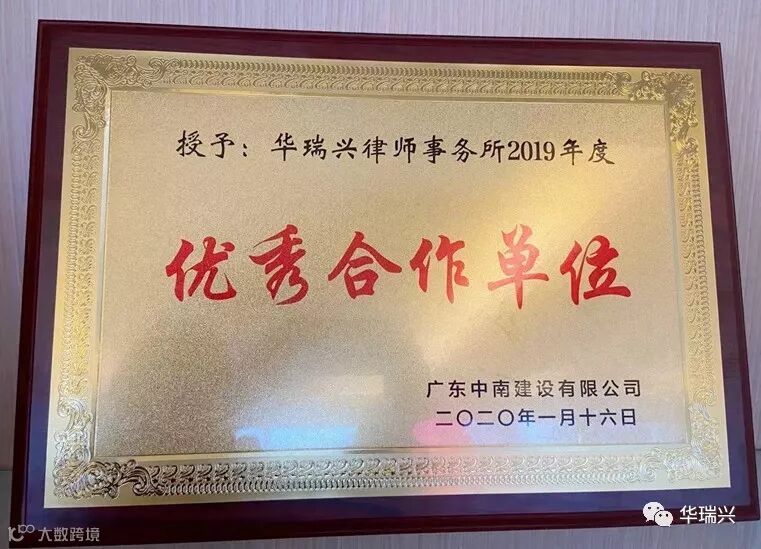 授予：华瑞兴律师事务所2019年度
优秀合作单位
广东中南建设有限公司
二〇二〇年一月十六日
华瑞兴
大数跨境